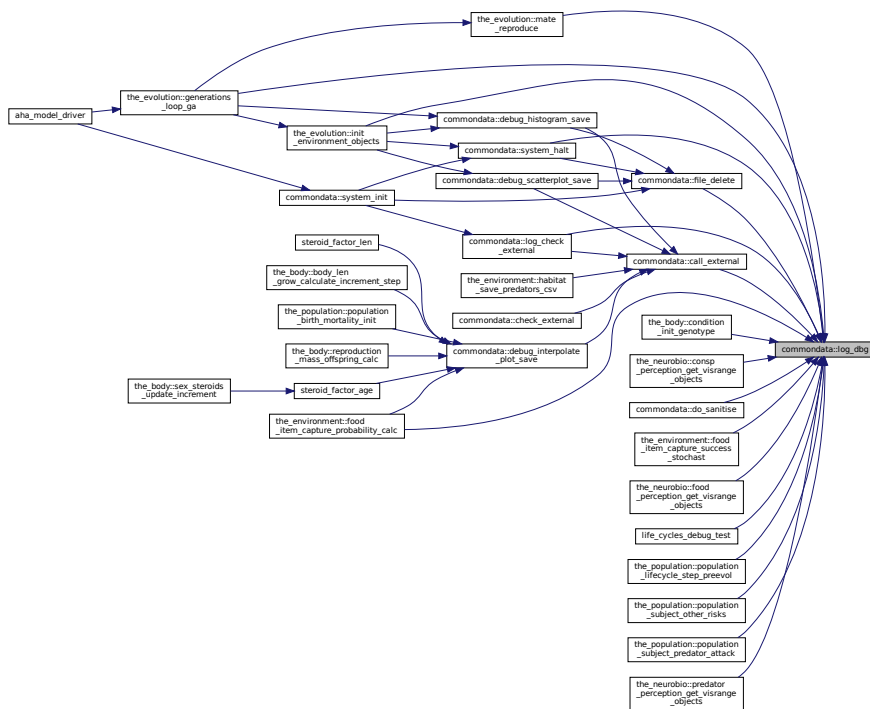 the_evolution::mate
_reproduce
the_evolution::generations
_loop_ga
aha_model_driver
commondata::debug_histogram_save
the_evolution::init
_environment_objects
commondata::system_halt
commondata::debug_scatterplot_save
commondata::file_delete
commondata::system_init
steroid_factor_len
commondata::log_check
_external
commondata::call_external
the_body::body_len
_grow_calculate_increment_step
the_environment::habitat
_save_predators_csv
the_population::population
_birth_mortality_init
commondata::check_external
the_body::condition
_init_genotype
commondata::log_dbg
the_body::reproduction
_mass_offspring_calc
commondata::debug_interpolate
_plot_save
the_neurobio::consp
_perception_get_visrange
_objects
the_body::sex_steroids
_update_increment
steroid_factor_age
commondata::do_sanitise
the_environment::food
_item_capture_probability_calc
the_environment::food
_item_capture_success
_stochast
the_neurobio::food
_perception_get_visrange
_objects
life_cycles_debug_test
the_population::population
_lifecycle_step_preevol
the_population::population
_subject_other_risks
the_population::population
_subject_predator_attack
the_neurobio::predator
_perception_get_visrange
_objects